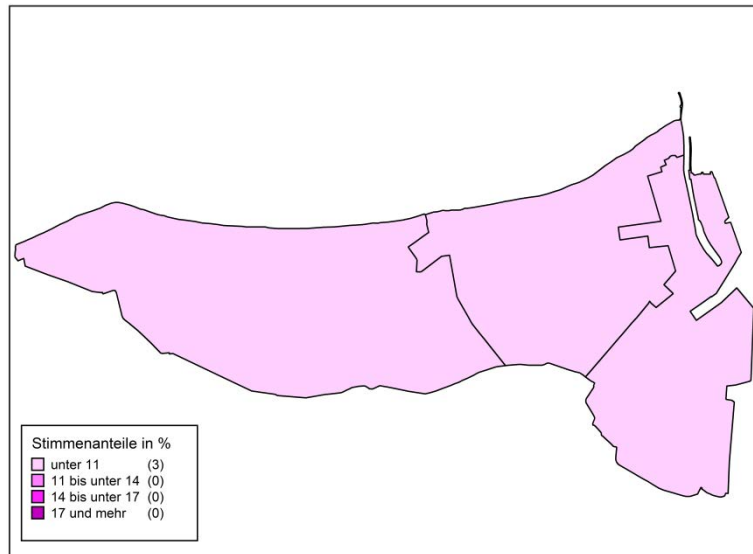 Stimmenanteile in %
unter 11 (3)
11 bis unter 14 (0)
14 bis unter 17 (0)
17 und mehr (0)